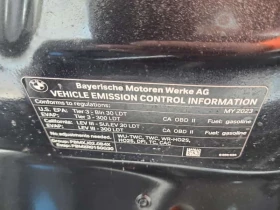 Bayerische Motoren Werke AG
VEHICLE EMISSION CONTROL INFORMATION
Conforms to regulations: MY 2023
U.S. EPA: Tier 3 - Bin 30 LDT CA OBD II Fuel: gasoline
EVAP: Tier 3 - 300 LDT
California: LEV III - SULEV 30 LDT CA OBD II Fuel: gasoline
EVAP: LEV III - 300 LDT
No adjustments needed. WU-TWC, TWC, WR-HO2S,
HO2S, DFI, TC, CAC